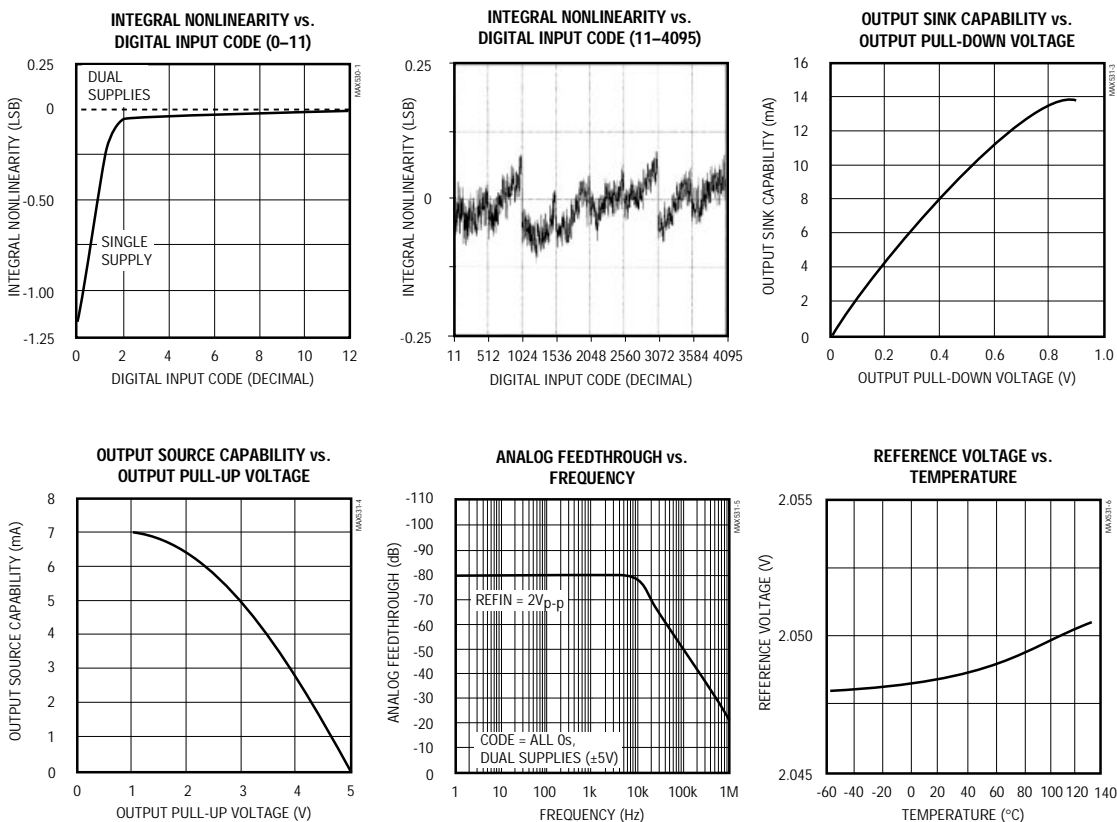 INTEGRAL NONLINEARITY vs.
DIGITAL INPUT CODE (0–11)
0.25
0
-0.50
-1.00
-1.25
INTEGRAL NONLINEARITY (LSB)
DUAL
SUPPLIES
SINGLE
SUPPLY
MAX530-1
0 2 4 6 8 10 12
DIGITAL INPUT CODE (DECIMAL)
INTEGRAL NONLINEARITY vs.
DIGITAL INPUT CODE (11–4095)
0.25
0
-0.25
INTEGRAL NONLINEARITY (LSB)
11 512 1024 1536 2048 2560 3072 3584 4095
DIGITAL INPUT CODE (DECIMAL)
OUTPUT SINK CAPABILITY vs.
OUTPUT PULL-DOWN VOLTAGE
16
14
12
10
8
6
4
2
0
OUTPUT SINK CAPABILITY (mA)
MAX531-3
0 0.2 0.4 0.6 0.8 1.0
OUTPUT PULL-DOWN VOLTAGE (V)
OUTPUT SOURCE CAPABILITY vs.
OUTPUT PULL-UP VOLTAGE
8
7
6
5
4
3
2
1
0
OUTPUT SOURCE CAPABILITY (mA)
MAX531-4
0 1 2 3 4 5
OUTPUT PULL-UP VOLTAGE (V)
ANALOG FEEDTHROUGH vs.
FREQUENCY
-110
-100
-90
-80
-70
-60
-50
-40
-30
-20
-10
0
ANALOG FEEDTHROUGH (dB)
REFIN = 2Vp-p
CODE = ALL 0s,
DUAL SUPPLIES (±5V)
MAX531-5
1 10 100 1k 10k 100k 1M
FREQUENCY (Hz)
REFERENCE VOLTAGE vs.
TEMPERATURE
2.055
2.050
2.045
REFERENCE VOLTAGE (V)
MAX531-6
-60 -40 -20 0 20 40 60 80 100 120 140
TEMPERATURE (°C)